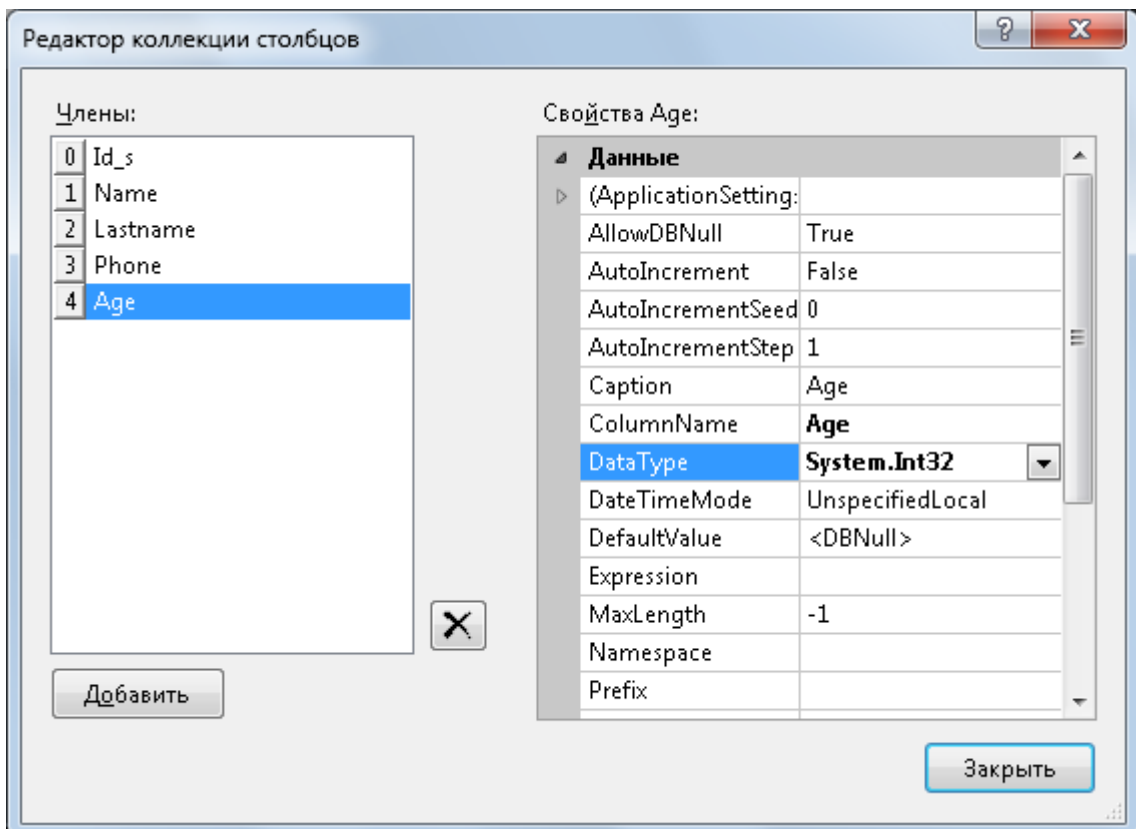 Редактор коллекции столбцов
Члены:
0 Id_s
1 Name
2 Lastname
3 Phone
4 Age
Добавить
Свойства Age:
Данные
(ApplicationSetting:
AllowDBNull True
AutoIncrement False
AutoIncrementSeed 0
AutoIncrementStep 1
Caption Age
ColumnName Age
DataType System.Int32
DateTimeMode UnspecifiedLocal
DefaultValue <DBNull>
Expression
MaxLength -1
Namespace
Prefix
Закрыть